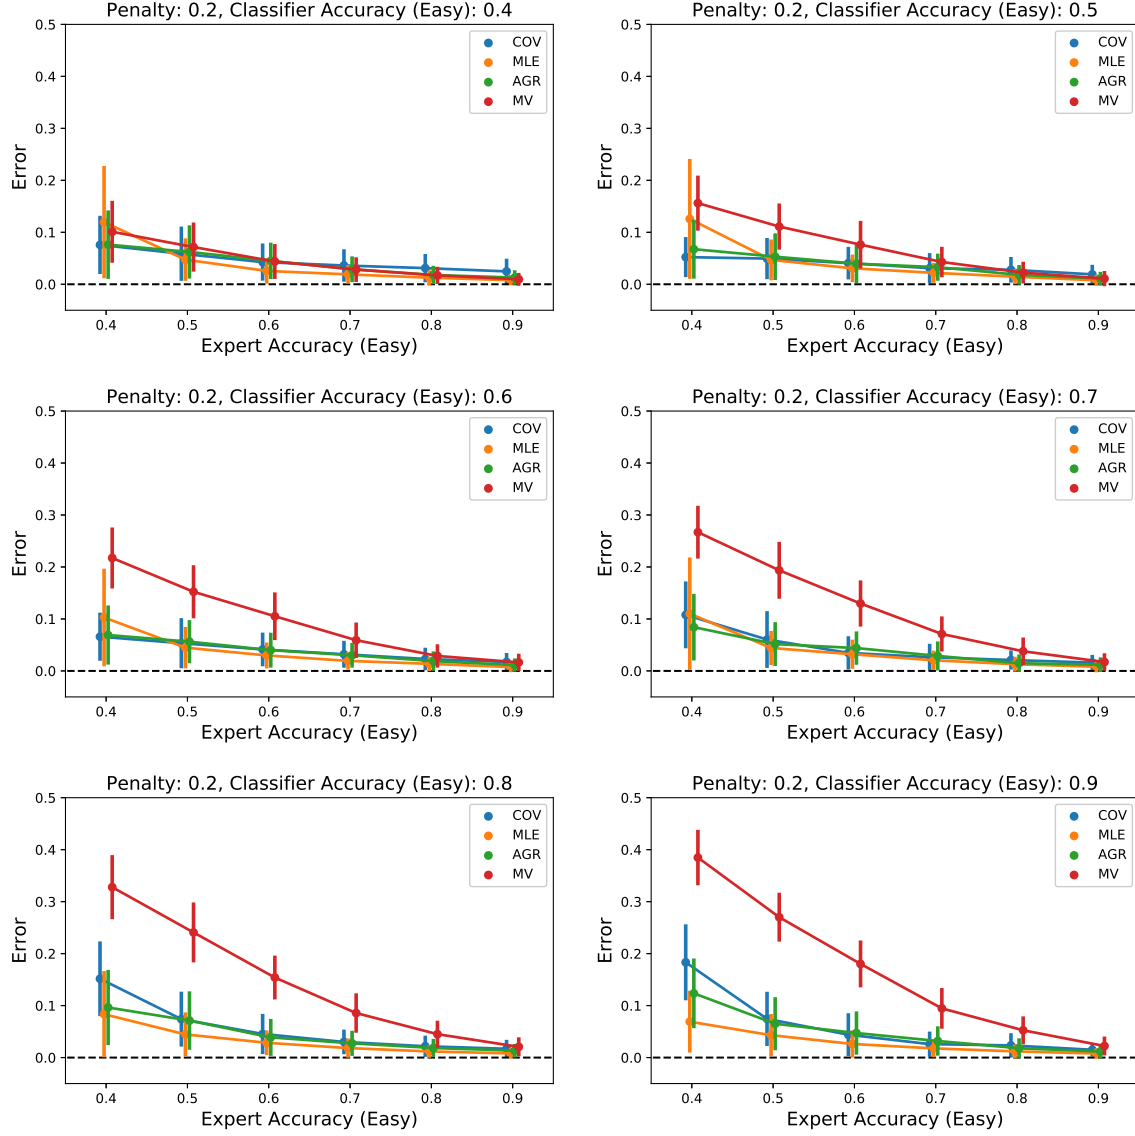 Penalty: 0.2, Classifier Accuracy (Easy): 0.4
0.5
0.4
0.3
0.2
0.1
0.0
Error
COV
MLE
AGR
MV
0.4 0.5 0.6 0.7 0.8 0.9
Expert Accuracy (Easy)
Penalty: 0.2, Classifier Accuracy (Easy): 0.5
0.5
0.4
0.3
0.2
0.1
0.0
Error
COV
MLE
AGR
MV
0.4 0.5 0.6 0.7 0.8 0.9
Expert Accuracy (Easy)
Penalty: 0.2, Classifier Accuracy (Easy): 0.6
0.5
0.4
0.3
0.2
0.1
0.0
Error
COV
MLE
AGR
MV
0.4 0.5 0.6 0.7 0.8 0.9
Expert Accuracy (Easy)
Penalty: 0.2, Classifier Accuracy (Easy): 0.7
0.5
0.4
0.3
0.2
0.1
0.0
Error
COV
MLE
AGR
MV
0.4 0.5 0.6 0.7 0.8 0.9
Expert Accuracy (Easy)
Penalty: 0.2, Classifier Accuracy (Easy): 0.8
0.5
0.4
0.3
0.2
0.1
0.0
Error
COV
MLE
AGR
MV
0.4 0.5 0.6 0.7 0.8 0.9
Expert Accuracy (Easy)
Penalty: 0.2, Classifier Accuracy (Easy): 0.9
0.5
0.4
0.3
0.2
0.1
0.0
Error
COV
MLE
AGR
MV
0.4 0.5 0.6 0.7 0.8 0.9
Expert Accuracy (Easy)